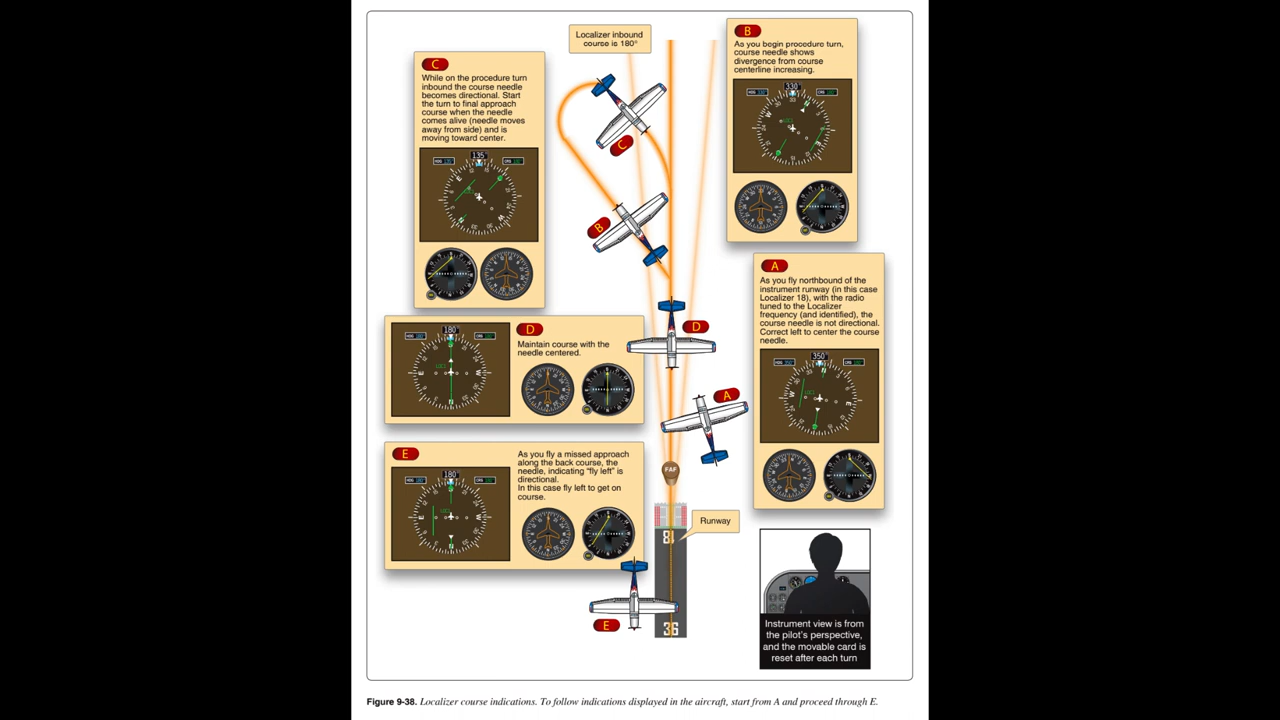 Localizer inbound
course is 180°
B
As you begin procedure turn,
course needle shows
divergence from course
centerline increasing.
330°
C
While on the procedure turn
inbound the course needle
becomes directional. Start
the turn to final approach
course when the needle
comes alive (needle moves
away from side) and is
moving toward center.
135°
C
B
A
As you fly northbound of the
instrument runway (in this case
Localizer 18), with the radio
tuned to the Localizer
frequency (and identified), the
course needle is not directional.
Correct left to center the course
needle.
350°
D
Maintain course with the
needle centered.
180°
D
A
E
As you fly a missed approach
along the back course, the
needle, indicating “fly left” is
directional.
In this case fly left to get on
course.
180°
FAF
Runway
36
E
Instrument view is from
the pilot’s perspective,
and the movable card is
reset after each turn
Figure 9-38. Localizer course indications. To follow indications displayed in the aircraft, start from A and proceed through E.